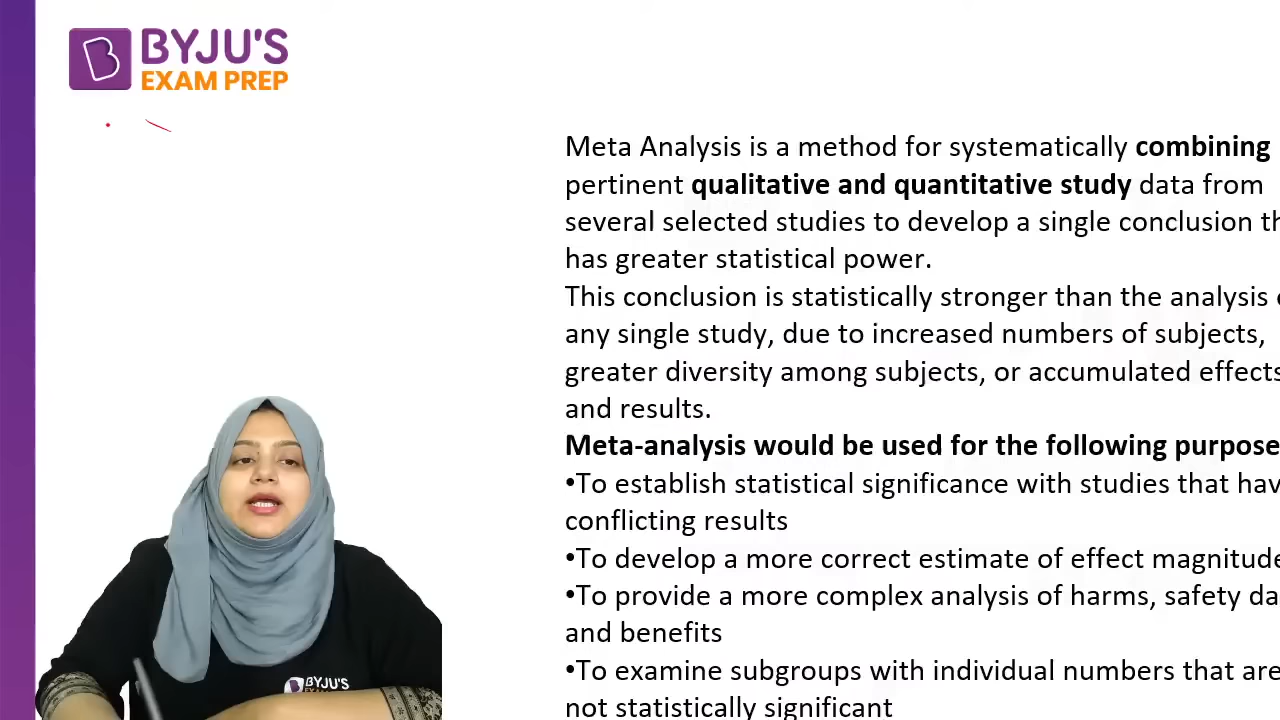 BYJU'S
EXAM PREP
Meta Analysis is a method for systematically combining
pertinent qualitative and quantitative study data from
several selected studies to develop a single conclusion th
has greater statistical power.
This conclusion is statistically stronger than the analysis
any single study, due to increased numbers of subjects,
greater diversity among subjects, or accumulated effects
and results.
Meta-analysis would be used for the following purpose
•To establish statistical significance with studies that hav
conflicting results
•To develop a more correct estimate of effect magnitude
•To provide a more complex analysis of harms, safety da
and benefits
•To examine subgroups with individual numbers that are
not statistically significant
BYJU'S